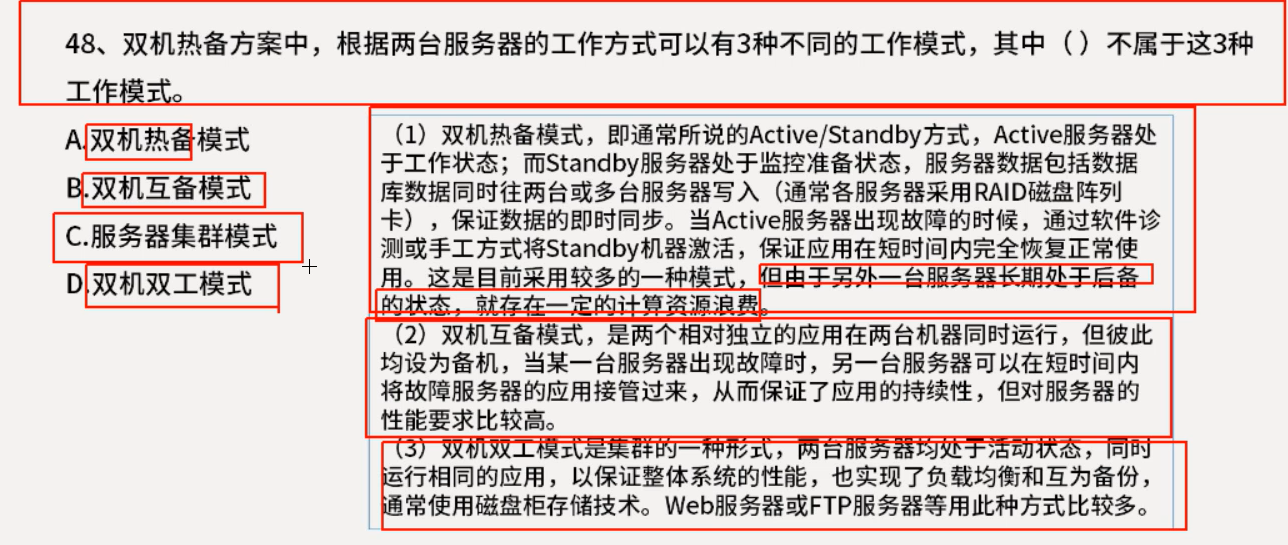 48、双机热备方案中，根据两台服务器的工作方式可以有3种不同的工作模式，其中（ ）不属于这3种
工作模式。
A.双机热备模式
B.双机互备模式
C.服务器集群模式
D.双机双工模式
（1）双机热备模式，即通常所说的Active/Standby方式，Active服务器处
于工作状态；而Standby服务器处于监控准备状态，服务器数据包括数据
库数据同时往两台或多台服务器写入（通常各服务器采用RAID磁盘阵列
卡），保证数据的即时同步。当Active服务器出现故障的时候，通过软件诊
测或手工方式将Standby机器激活，保证应用在短时间内完全恢复正常使
用。这是目前采用较多的一种模式，但由于另外一台服务器长期处于后备
的状态，就存在一定的计算资源浪费。
（2）双机互备模式，是两个相对独立的应用在两台机器同时运行，但彼此
均设为备机，当某一台服务器出现故障时，另一台服务器可以在短时间内
将故障服务器的应用接管过来，从而保证了应用的持续性，但对服务器的
性能要求比较高。
（3）双机双工模式是集群的一种形式，两台服务器均处于活动状态，同时
运行相同的应用，以保证整体系统的性能，也实现了负载均衡和互为备份，
通常使用磁盘柜存储技术。Web服务器或FTP服务器等用此种方式比较多。